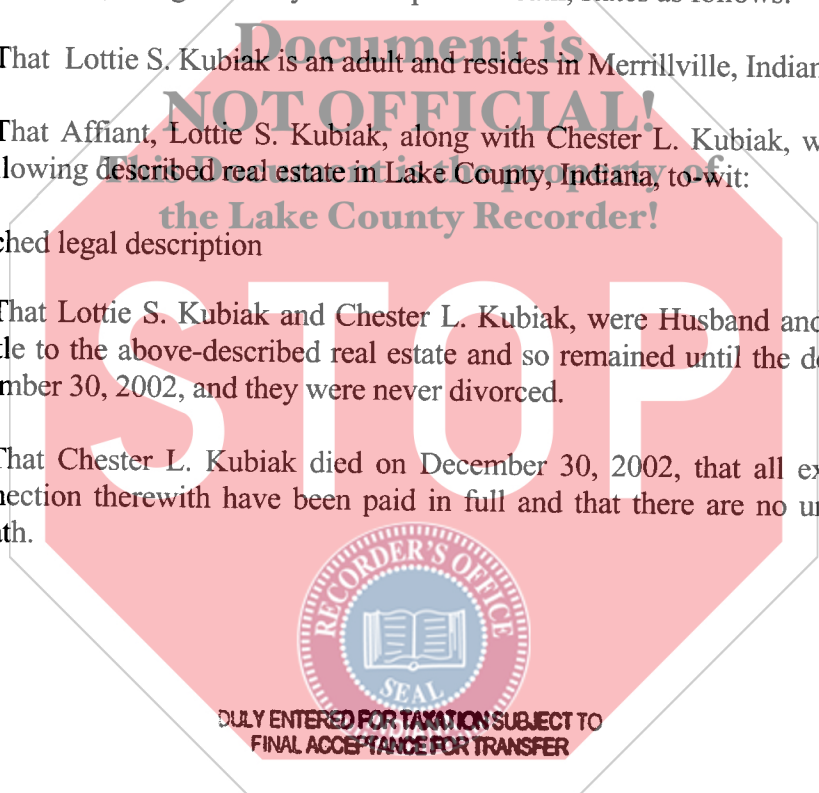 Document is
That Lottie S. Kubiak is an adult and resides in Merrillville, Indian
NOT OFFICIAL!
That Affiant, Lottie S. Kubiak, along with Chester L. Kubiak, w
llowing described real estate in Lake County, Indiana, to-wit:
This Document is the property of
the Lake County Recorder!
ched legal description
That Lottie S. Kubiak and Chester L. Kubiak, were Husband and
tle to the above-described real estate and so remained until the de
mber 30, 2002, and they were never divorced.
STOP
That Chester L. Kubiak died on December 30, 2002, that all ex
nection therewith have been paid in full and that there are no un
ath.
RECORDER'S OFFICE
SEAL
DULY ENTERED FOR TAXATION SUBJECT TO
FINAL ACCEPTANCE FOR TRANSFER